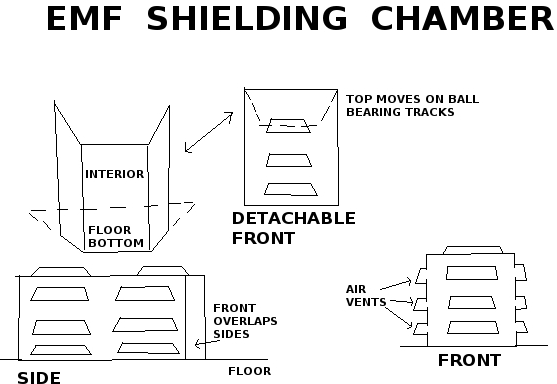 EMF SHIELDING CHAMBER
TOP MOVES ON BALL
BEARING TRACKS
INTERIOR
FLOOR
BOTTOM
DETACHABLE
FRONT
AIR
VENTS
FRONT
OVERLAPS
SIDES
FRONT
FLOOR
SIDE